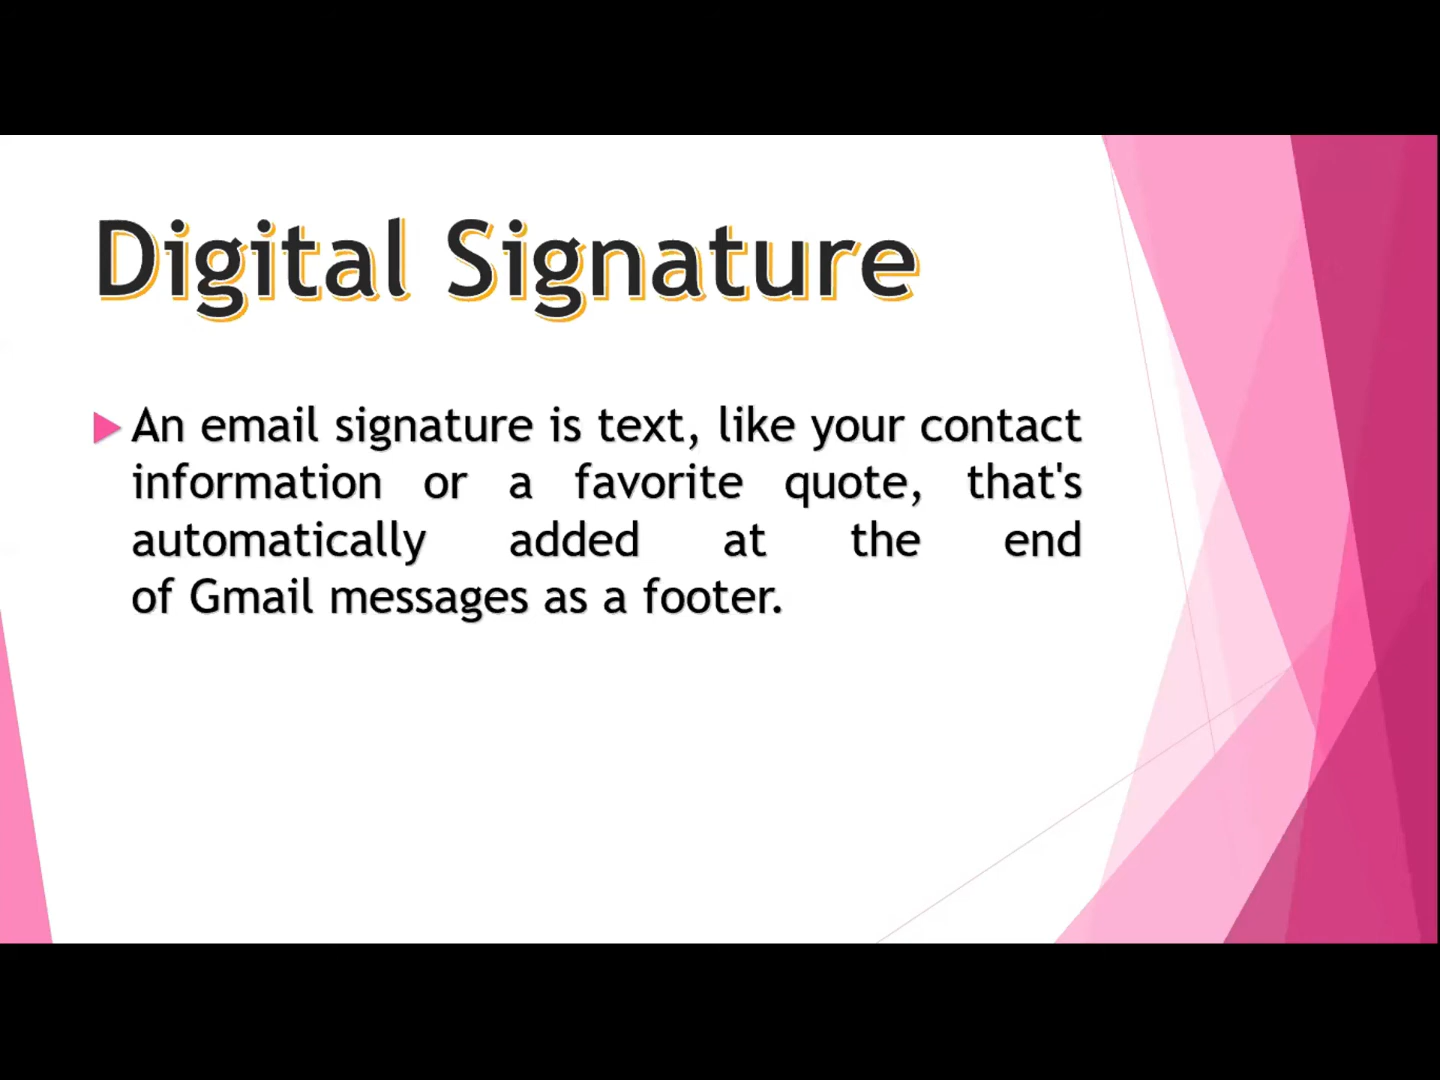 Digital Signature
An email signature is text, like your contact
information or a favorite quote, that's
automatically added at the end
of Gmail messages as a footer.